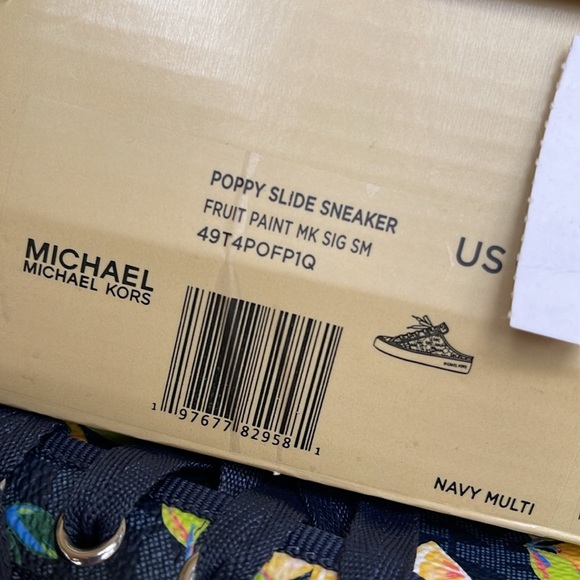 POPPY SLIDE SNEAKER
FRUIT PAINT MK SIG SM
49T4POFP1Q
US
MICHAEL
MICHAEL KORS
1 97677 82958 1
NAVY MULTI